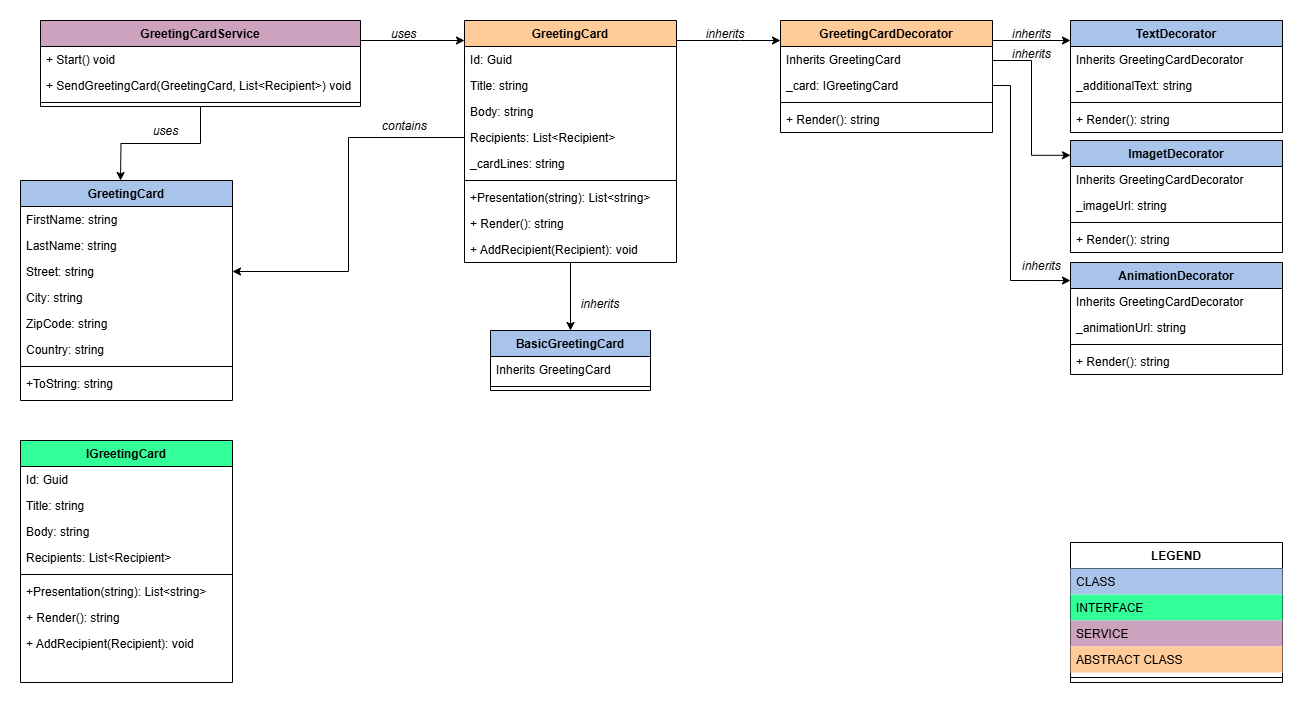 GreetingCardService
+ Start() void
+ SendGreetingCard(GreetingCard, List<Recipient>) void
uses
GreetingCard
Id: Guid
Title: string
Body: string
Recipients: List<Recipient>
_cardLines: string
+Presentation(string): List<string>
+ Render(): string
+ AddRecipient(Recipient): void
inherits
GreetingCardDecorator
Inherits GreetingCard
_card: IGreetingCard
+ Render(): string
inherits
inherits
TextDecorator
Inherits GreetingCardDecorator
_additionalText: string
+ Render(): string
ImagetDecorator
Inherits GreetingCardDecorator
_imageUrl: string
+ Render(): string
inherits
AnimationDecorator
Inherits GreetingCardDecorator
_animationUrl: string
+ Render(): string
uses
contains
GreetingCard
FirstName: string
LastName: string
Street: string
City: string
ZipCode: string
Country: string
+ToString: string
inherits
BasicGreetingCard
Inherits GreetingCard
IGreetingCard
Id: Guid
Title: string
Body: string
Recipients: List<Recipient>
+Presentation(string): List<string>
+ Render(): string
+ AddRecipient(Recipient): void
LEGEND
CLASS
INTERFACE
SERVICE
ABSTRACT CLASS